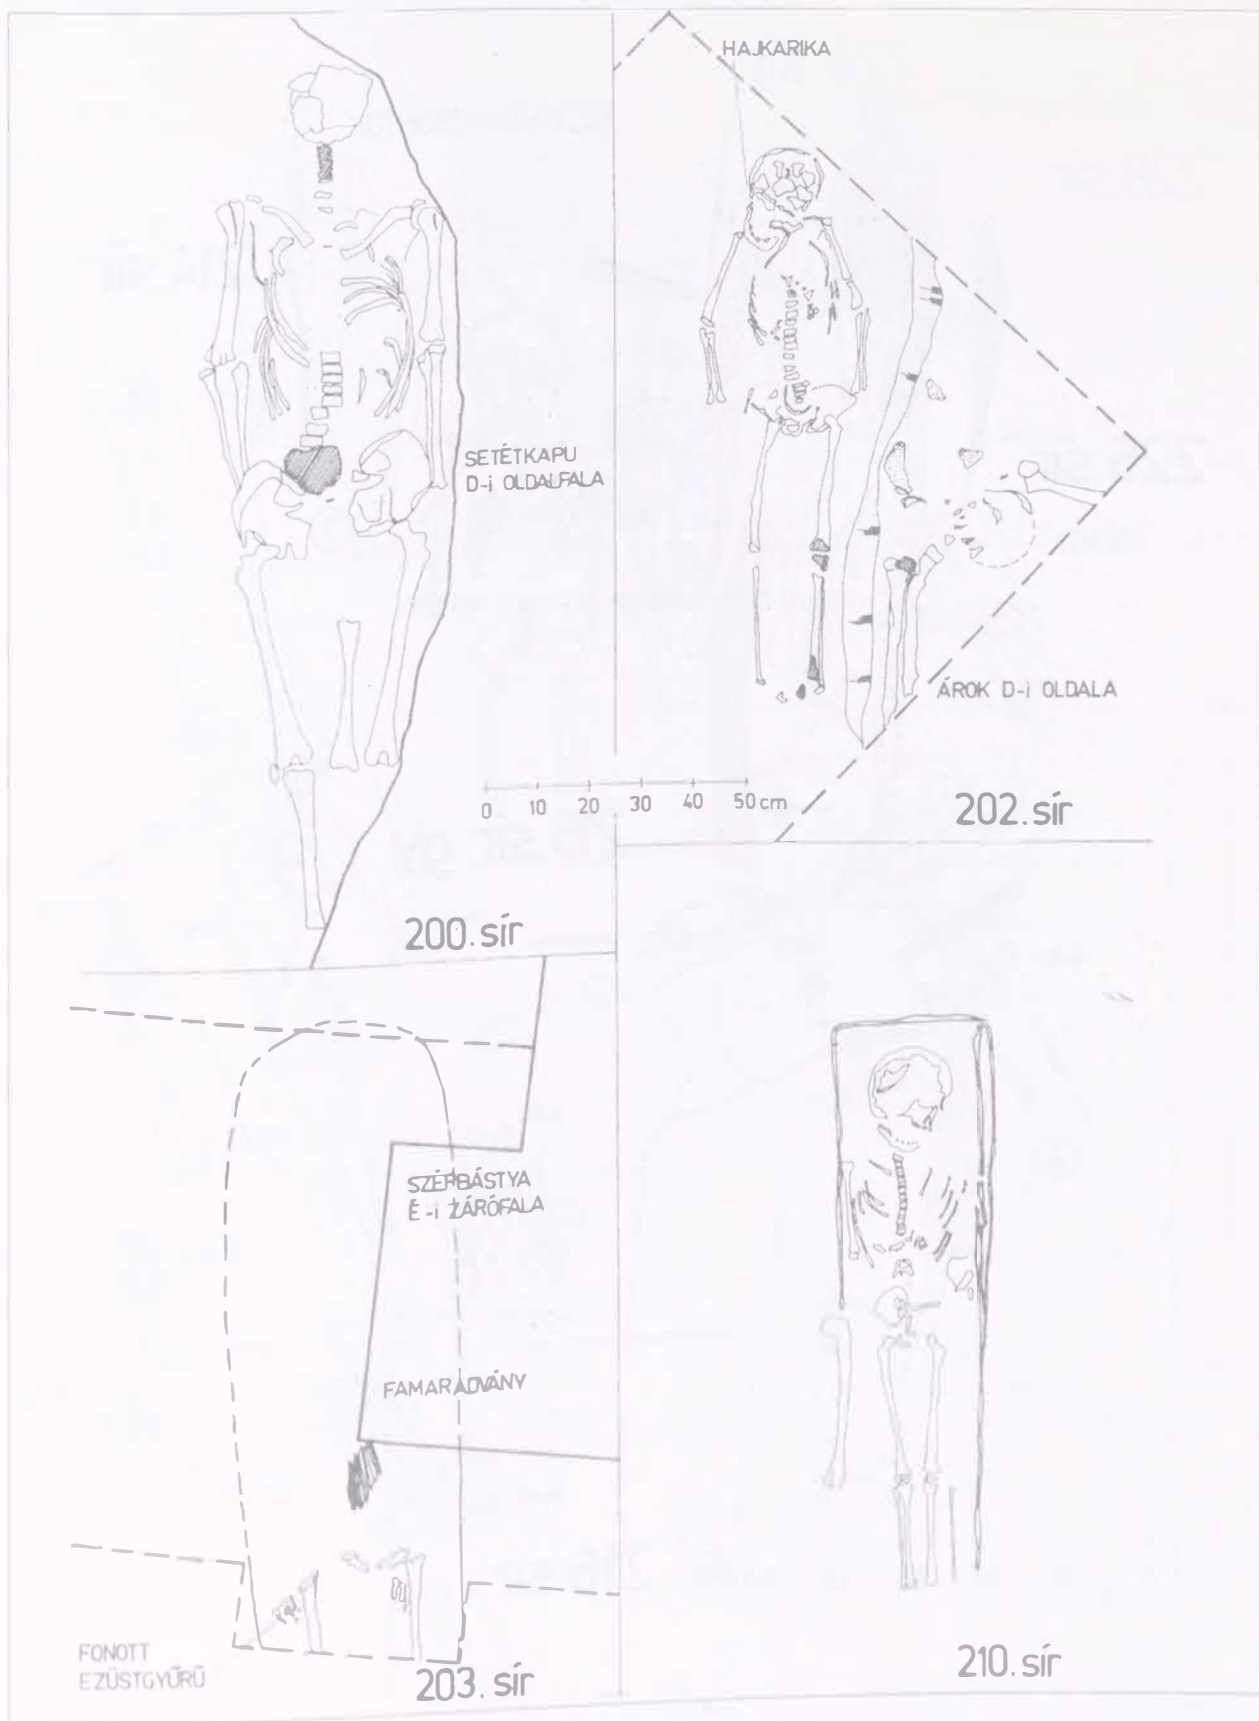 SETÉTKAPU
D-i OLDALFALA
200. sír
HAJKARIKA
ÁROK D-i OLDALA
0 10 20 30 40 50 cm
202. sír
SZÉPBÁSTYA
É-i ZÁRÓFALA
FAMARADVÁNY
FONOTT
EZÜSTGYŰRŰ
203. sír
210. sír